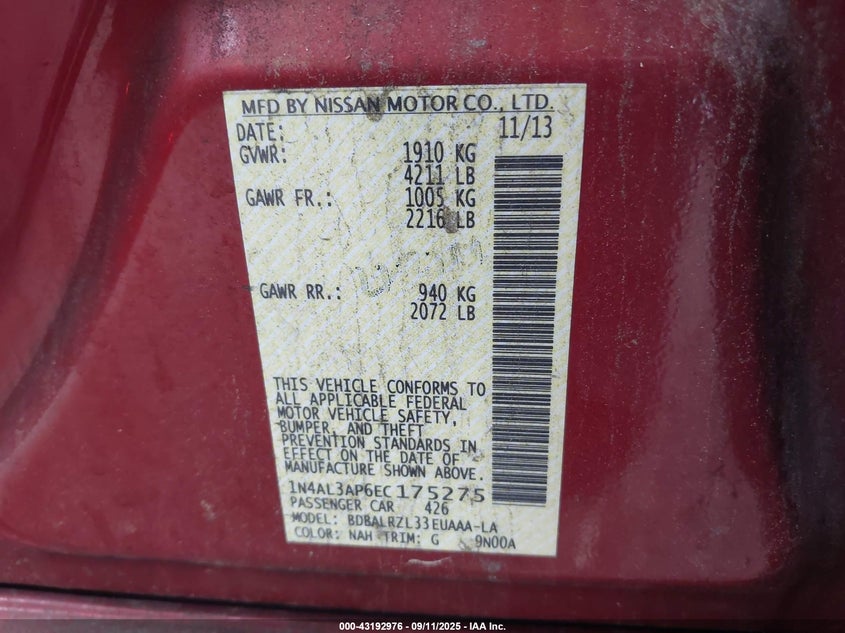 MFD BY NISSAN MOTOR CO., LTD.
DATE: 11/13
GVWR: 1910 KG
4211 LB
GAWR FR.: 1005 KG
2216 LB
GAWR RR.: 940 KG
2072 LB
THIS VEHICLE CONFORMS TO
ALL APPLICABLE FEDERAL
MOTOR VEHICLE SAFETY,
BUMPER, AND THEFT
PREVENTION STANDARDS IN
EFFECT ON THE DATE OF
MANUFACTURE SHOWN ABOVE.
1N4AL3AP6EC175275
PASSENGER CAR 426
MODEL: BDBALRZL33EUAAA-LA
COLOR: NAH TRIM: G 9N00A
000-43192976 | 09/11/2025 | IAA Inc.